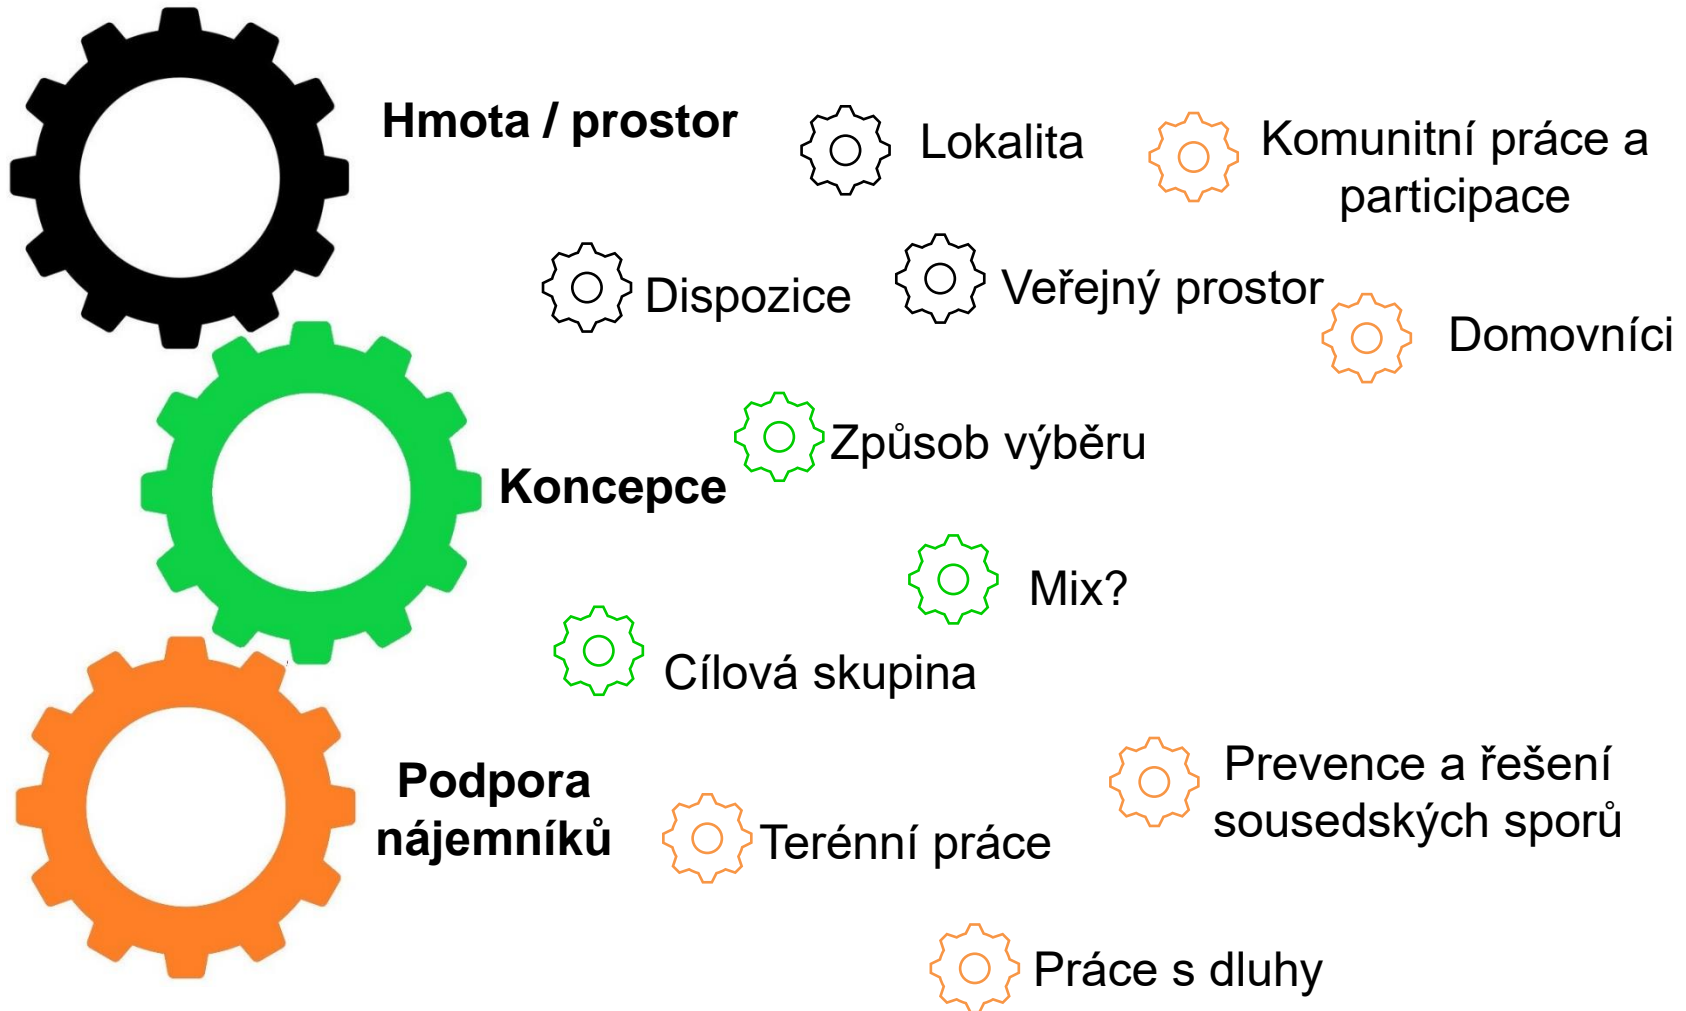 Hmota / prostor
Lokalita
Komunitní práce a
participace
Dispozice
Veřejný prostor
Domovníci
Způsob výběru
Koncepce
Mix?
Cílová skupina
Podpora
nájemníků
Terénní práce
Prevence a řešení
sousedských sporů
Práce s dluhy